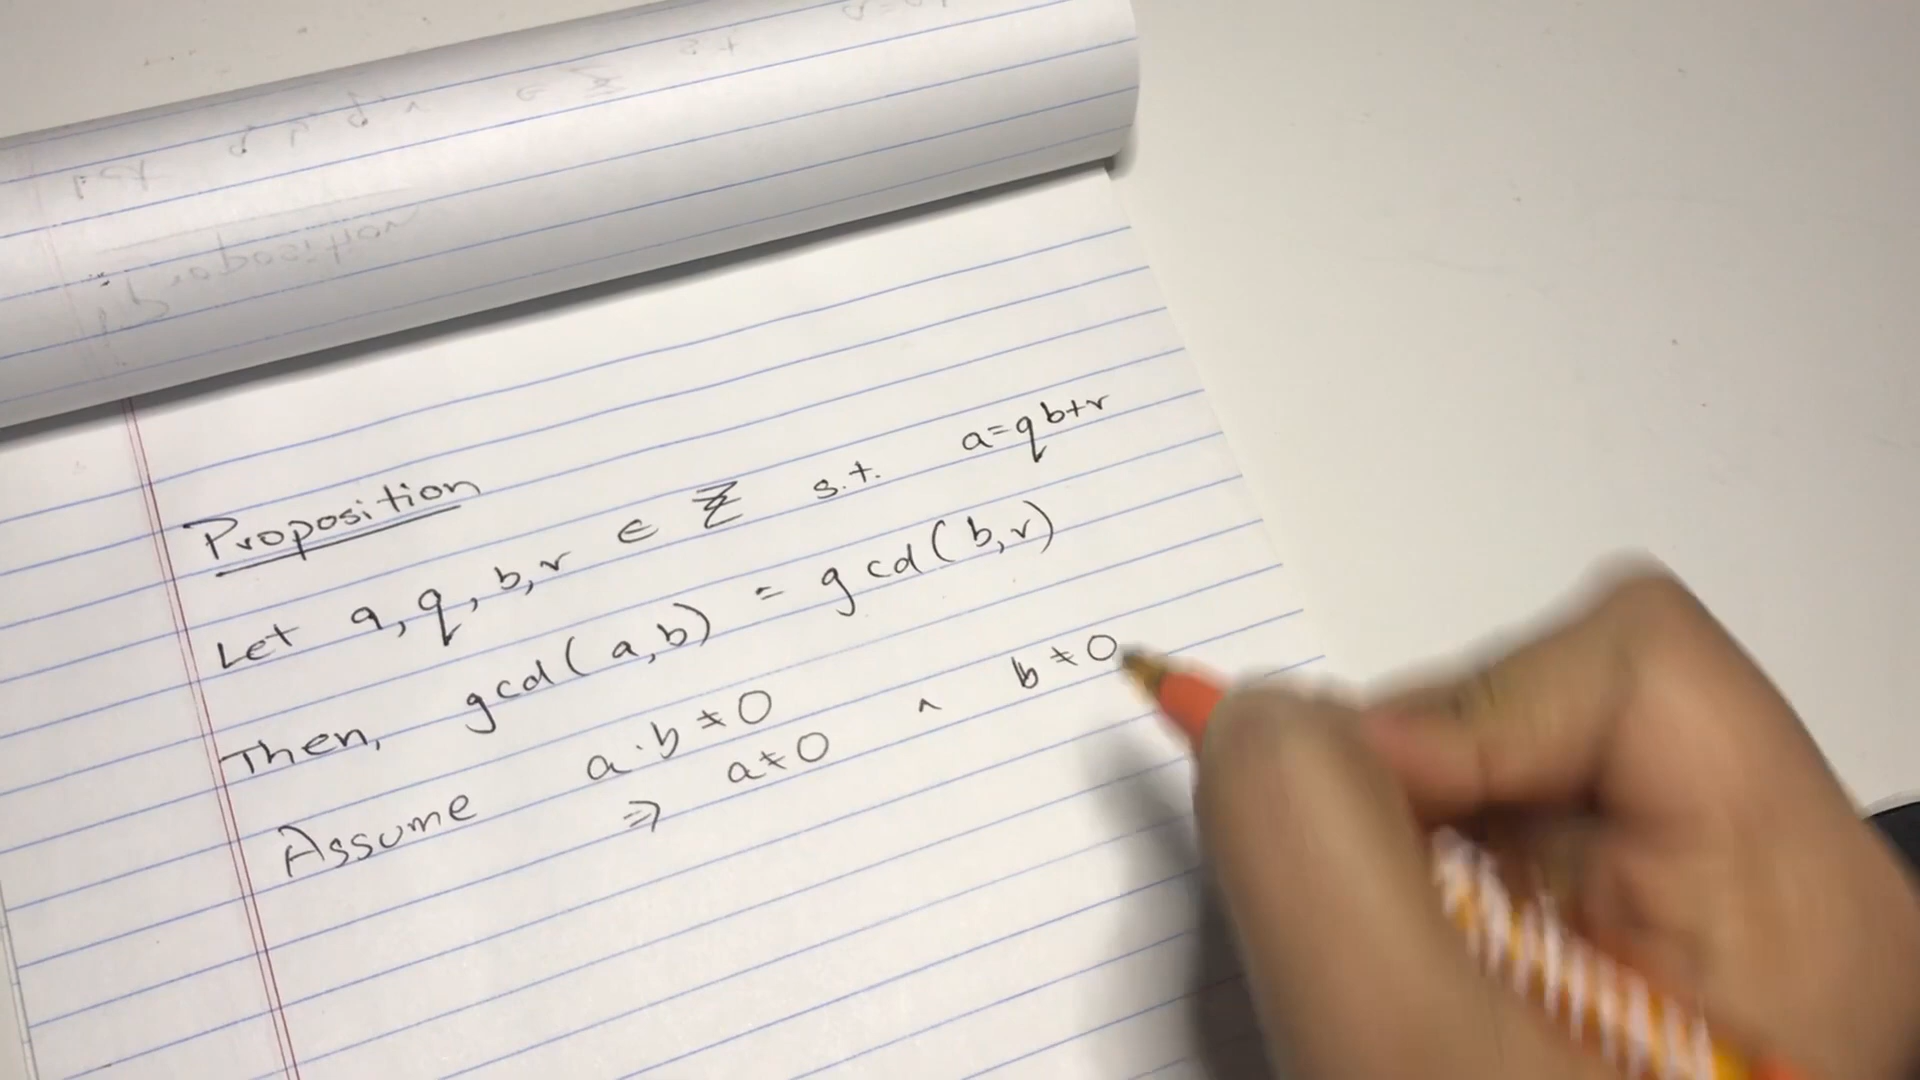 Proposition
Let a, q, b, r ∈ ℤ s.t. a=qb+r
Then, gcd(a,b) = gcd(b,r)
Assume a·b≠0
⇒ a≠0 ^ b≠0